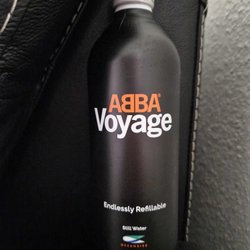 ABBA®
Voyage
Endlessly Refillable
Still Water